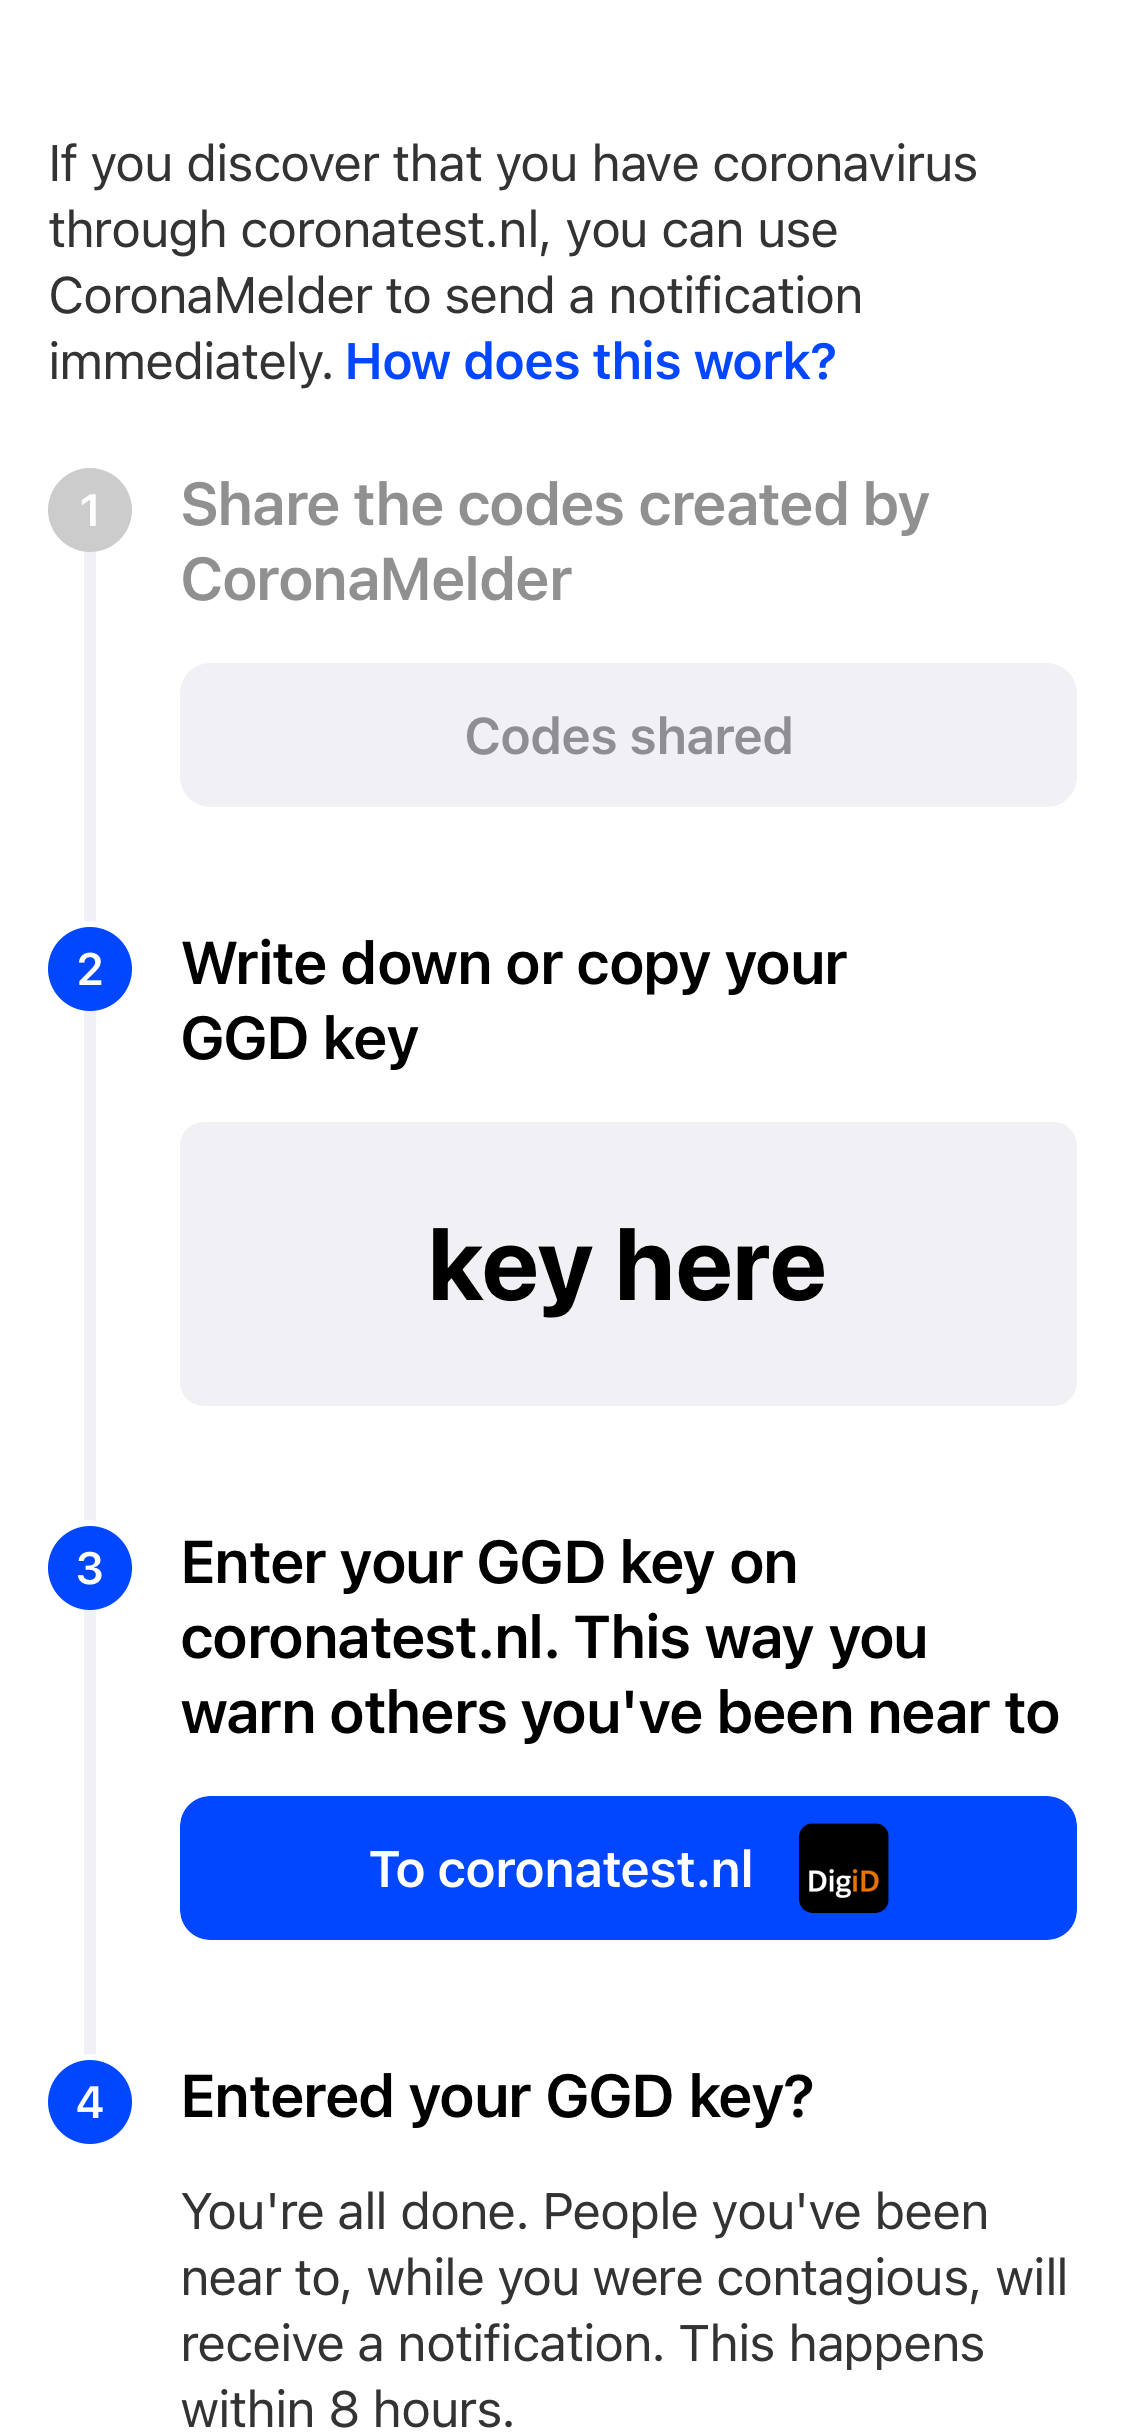 If you discover that you have coronavirus
through coronatest.nl, you can use
CoronaMelder to send a notification
immediately. How does this work?
1
Share the codes created by
CoronaMelder
Codes shared
2
Write down or copy your
GGD key
key here
3
Enter your GGD key on
coronatest.nl. This way you
warn others you've been near to
To coronatest.nl DigiD
4
Entered your GGD key?
You're all done. People you've been
near to, while you were contagious, will
receive a notification. This happens
within 8 hours.